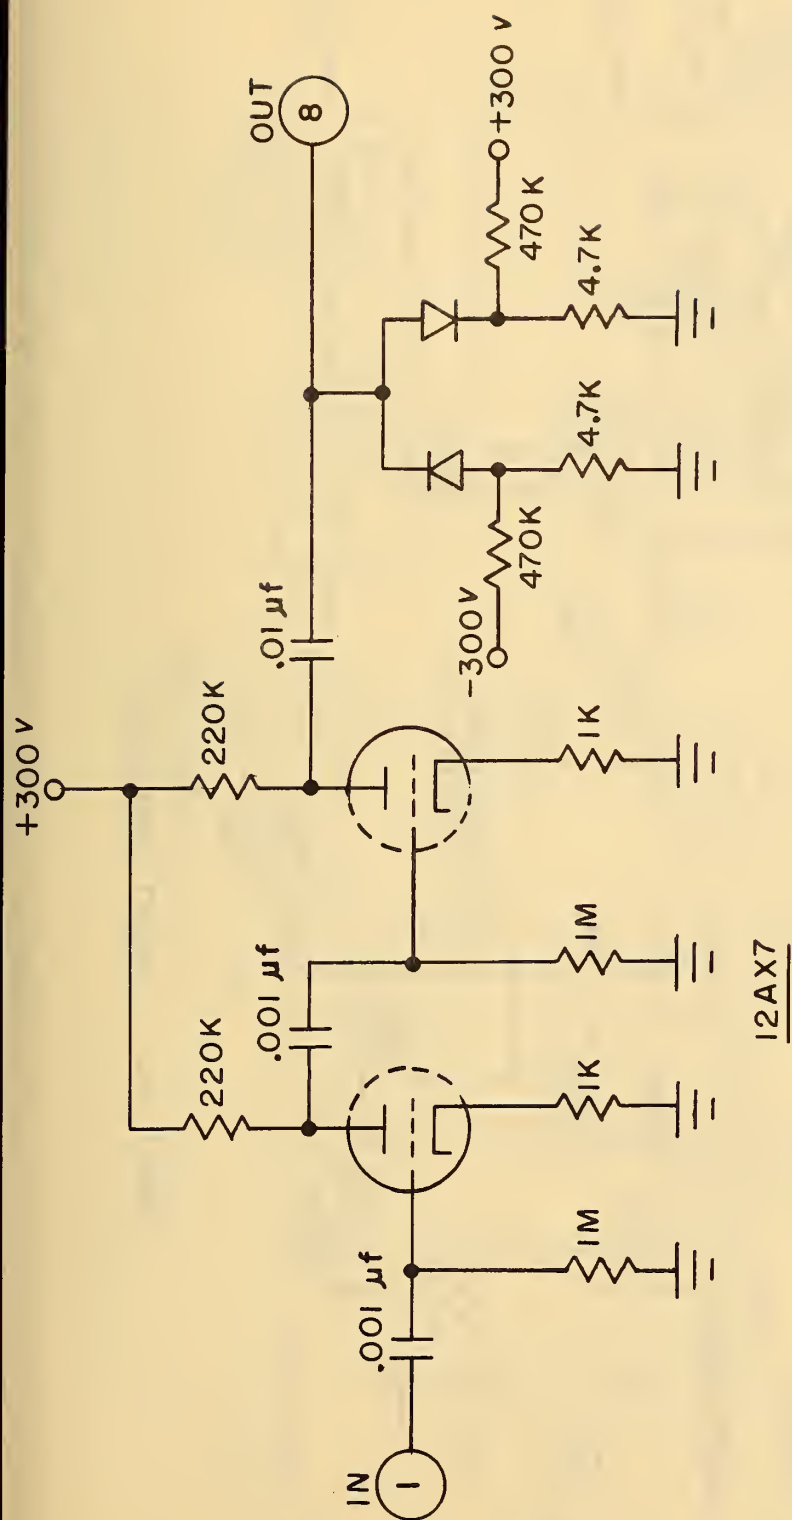 +300 V
220K
220K
.001 µf
.01 µf
OUT
8
IN
1
.001 µf
1M
1K
1M
1K
-300V
470K
4.7K
470K
+300 V
4.7K
12AX7